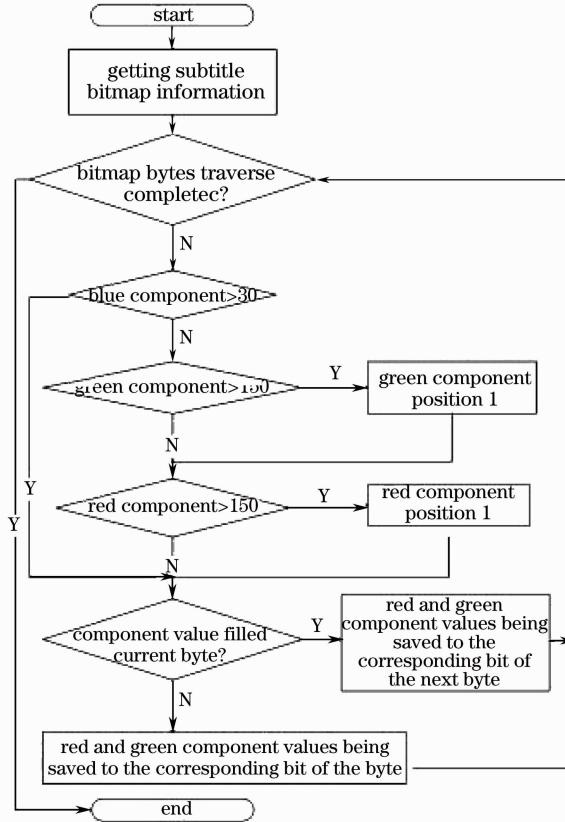 start
getting subtitle
bitmap information
bitmap bytes traverse
completec?
N
blue component>30
N
green component>150
Y
green component
position 1
N
Y
red component>150
Y
red component
position 1
Y
N
component value filled
current byte?
Y
red and green
component values being
saved to the
corresponding bit of
the next byte
N
red and green component values being
saved to the corresponding bit of the byte
end